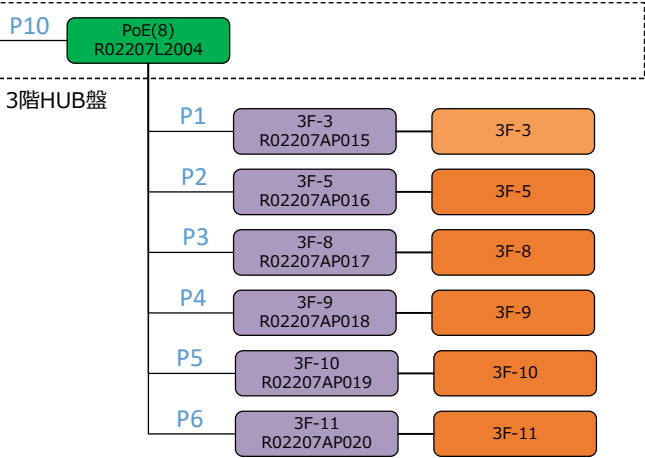 P10
PoE(8)
R02207L2004
3階HUB盤
P1
3F-3
R02207AP015
3F-3
P2
3F-5
R02207AP016
3F-5
P3
3F-8
R02207AP017
3F-8
P4
3F-9
R02207AP018
3F-9
P5
3F-10
R02207AP019
3F-10
P6
3F-11
R02207AP020
3F-11